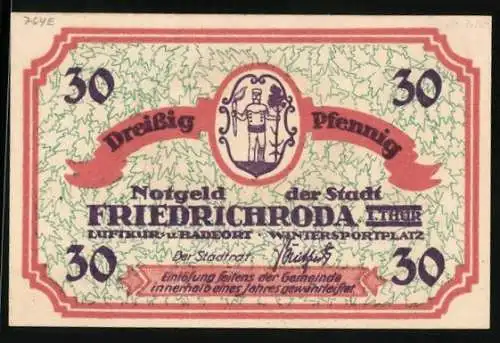 764E
30 30
Dreißig Pfennig
Notgeld der Stadt
FRIEDRICHRODA I.THÜR
LUFTKUR- u. BADEORT · WINTERSPORTPLATZ
Der Stadtrat:
30 30
Einlösung seitens der Gemeinde
innerhalb eines Jahres gewährleistet